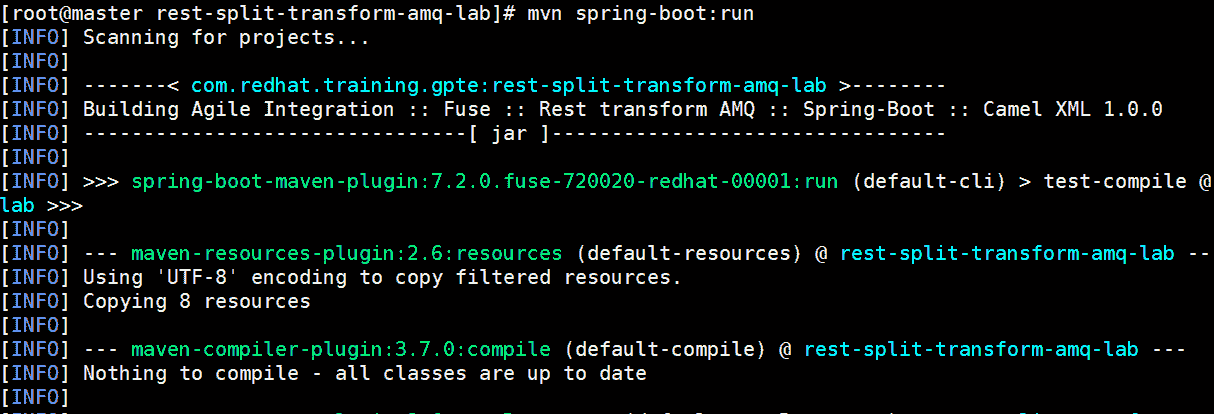 [root@master rest-split-transform-amq-lab]# mvn spring-boot:run
[INFO] Scanning for projects...
[INFO]
[INFO] -------< com.redhat.training.gpte:rest-split-transform-amq-lab >--------
[INFO] Building Agile Integration :: Fuse :: Rest transform AMQ :: Spring-Boot :: Camel XML 1.0.0
[INFO] --------------------------------[ jar ]---------------------------------
[INFO]
[INFO] >>> spring-boot-maven-plugin:7.2.0.fuse-720020-redhat-00001:run (default-cli) > test-compile @
lab >>>
[INFO]
[INFO] --- maven-resources-plugin:2.6:resources (default-resources) @ rest-split-transform-amq-lab --
[INFO] Using 'UTF-8' encoding to copy filtered resources.
[INFO] Copying 8 resources
[INFO]
[INFO] --- maven-compiler-plugin:3.7.0:compile (default-compile) @ rest-split-transform-amq-lab ---
[INFO] Nothing to compile - all classes are up to date
[INFO]